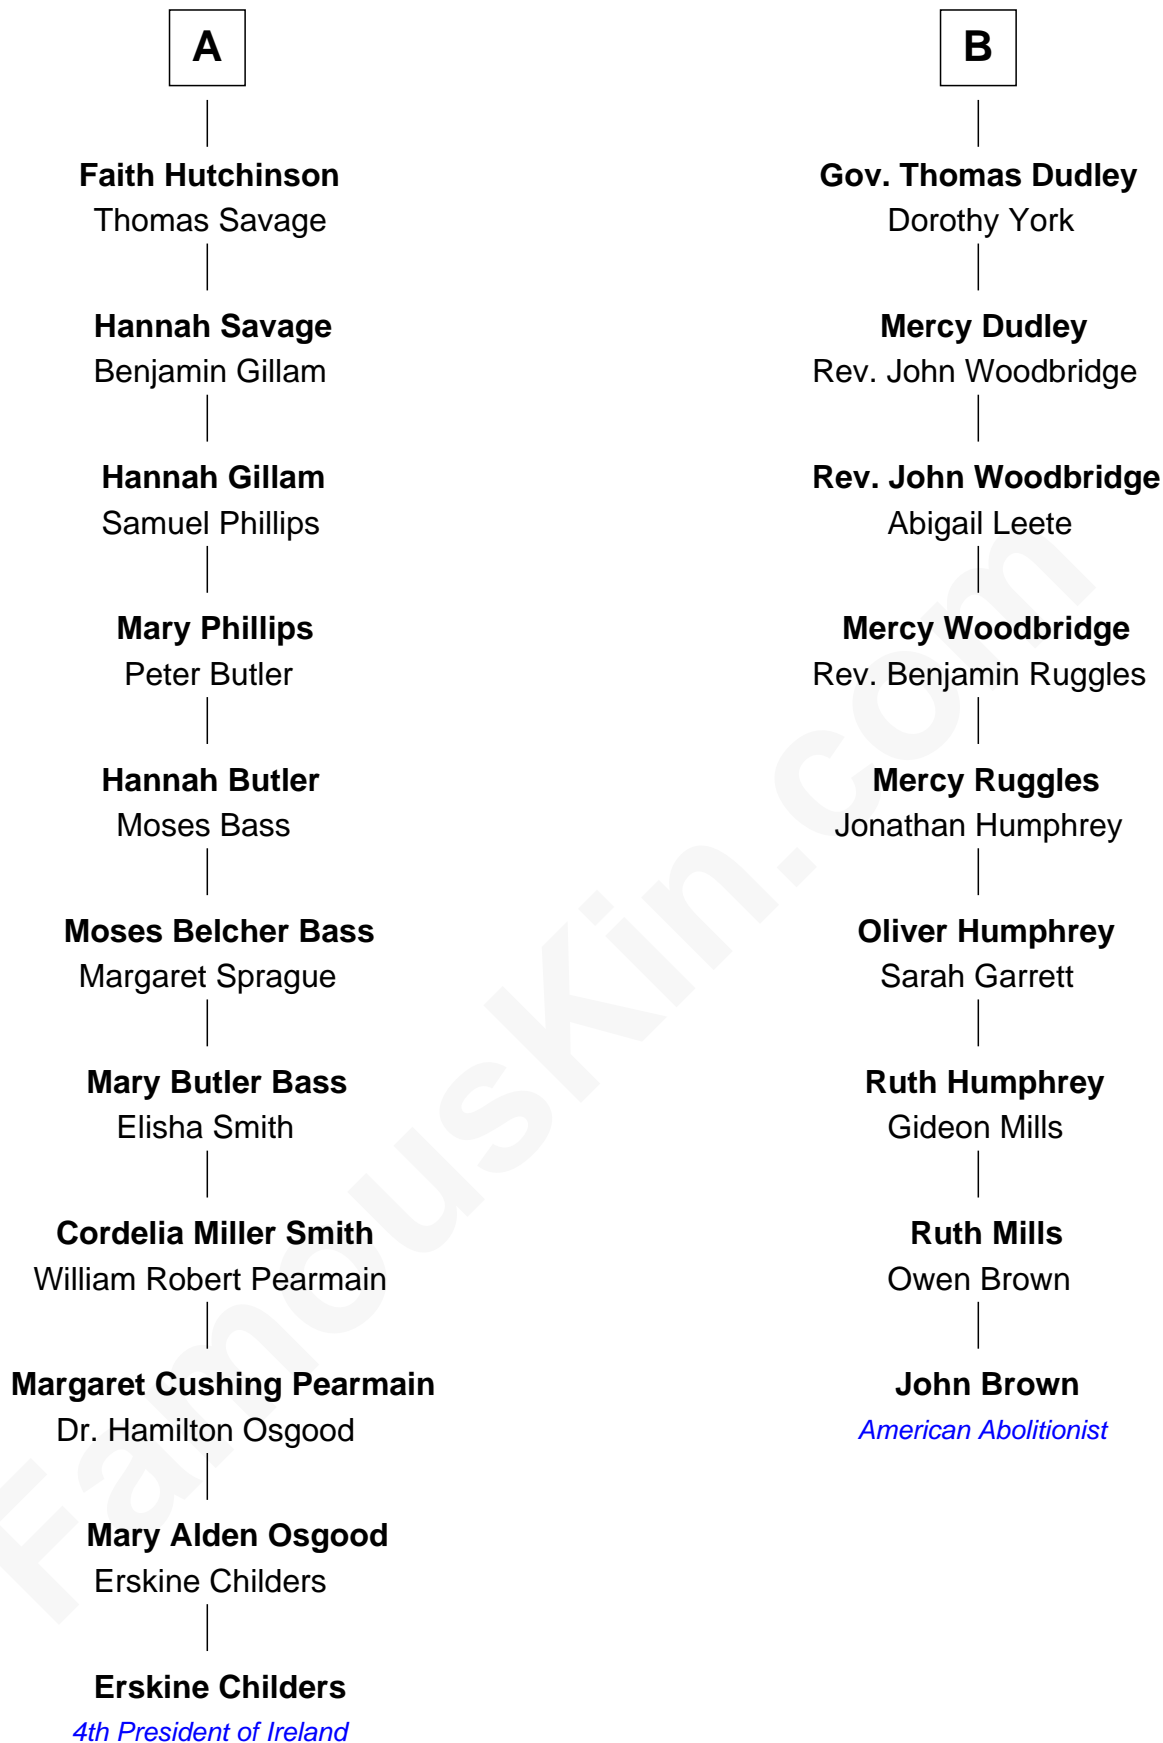 A
Faith Hutchinson
Thomas Savage
Hannah Savage
Benjamin Gillam
Hannah Gillam
Samuel Phillips
Mary Phillips
Peter Butler
Hannah Butler
Moses Bass
Moses Belcher Bass
Margaret Sprague
Mary Butler Bass
Elisha Smith
Cordelia Miller Smith
William Robert Pearmain
Margaret Cushing Pearmain
Dr. Hamilton Osgood
Mary Alden Osgood
Erskine Childers
Erskine Childers
4th President of Ireland
B
Gov. Thomas Dudley
Dorothy York
Mercy Dudley
Rev. John Woodbridge
Rev. John Woodbridge
Abigail Leete
Mercy Woodbridge
Rev. Benjamin Ruggles
Mercy Ruggles
Jonathan Humphrey
Oliver Humphrey
Sarah Garrett
Ruth Humphrey
Gideon Mills
Ruth Mills
Owen Brown
John Brown
American Abolitionist
FamousKin.com